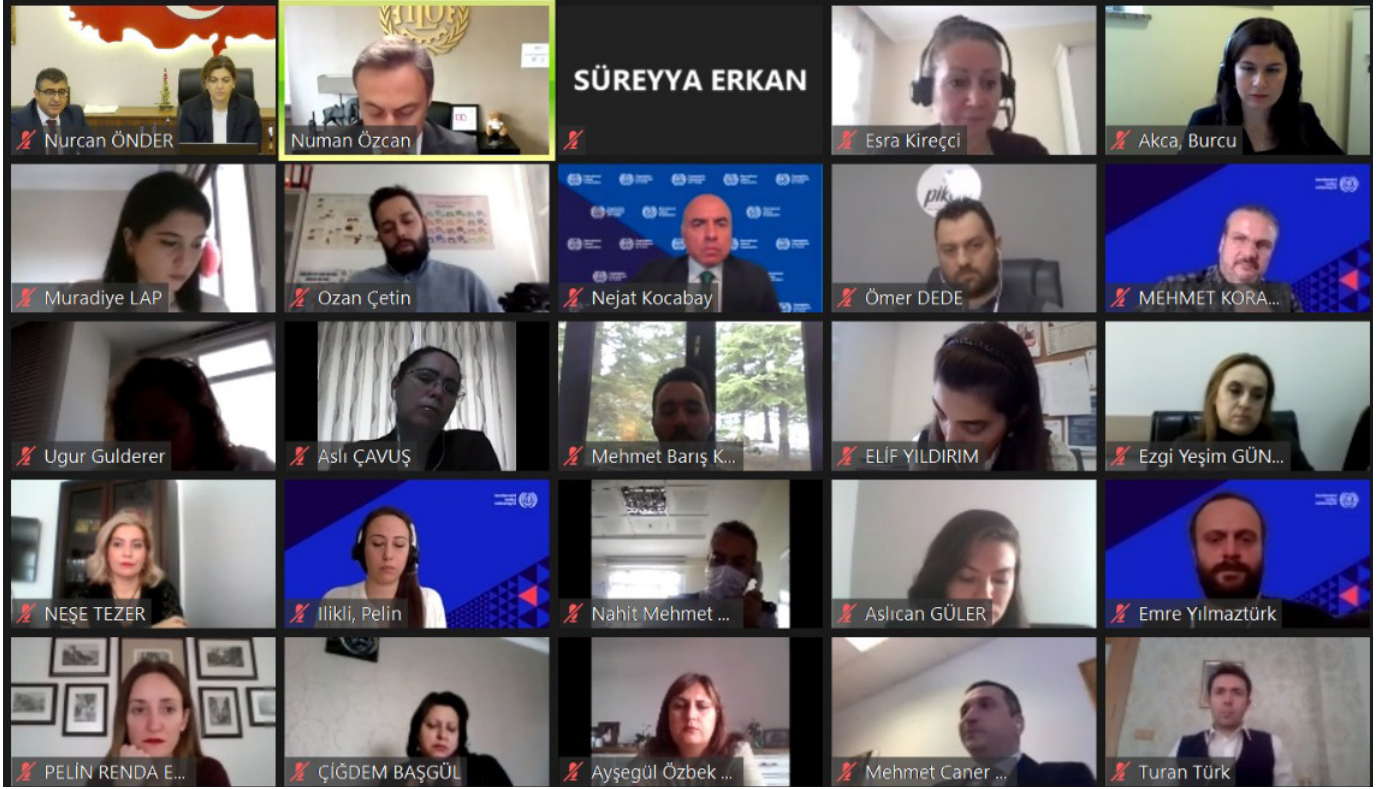 Nurcan ÖNDER
Numan Özcan
SÜREYYA ERKAN
Esra Kireçci
Akca, Burcu
Muradiye LAP
Ozan Çetin
Nejat Kocabay
Ömer DEDE
MEHMET KORA...
Ugur Gulderer
Aslı ÇAVUŞ
Mehmet Barış K...
ELİF YILDIRIM
Ezgi Yeşim GÜN...
NEŞE TEZER
Ilikli, Pelin
Nahit Mehmet ...
Aslıcan GÜLER
Emre Yılmaztürk
PELİN RENDA E...
ÇİĞDEM BAŞGÜL
Ayşegül Özbek ...
Mehmet Caner ...
Turan Türk